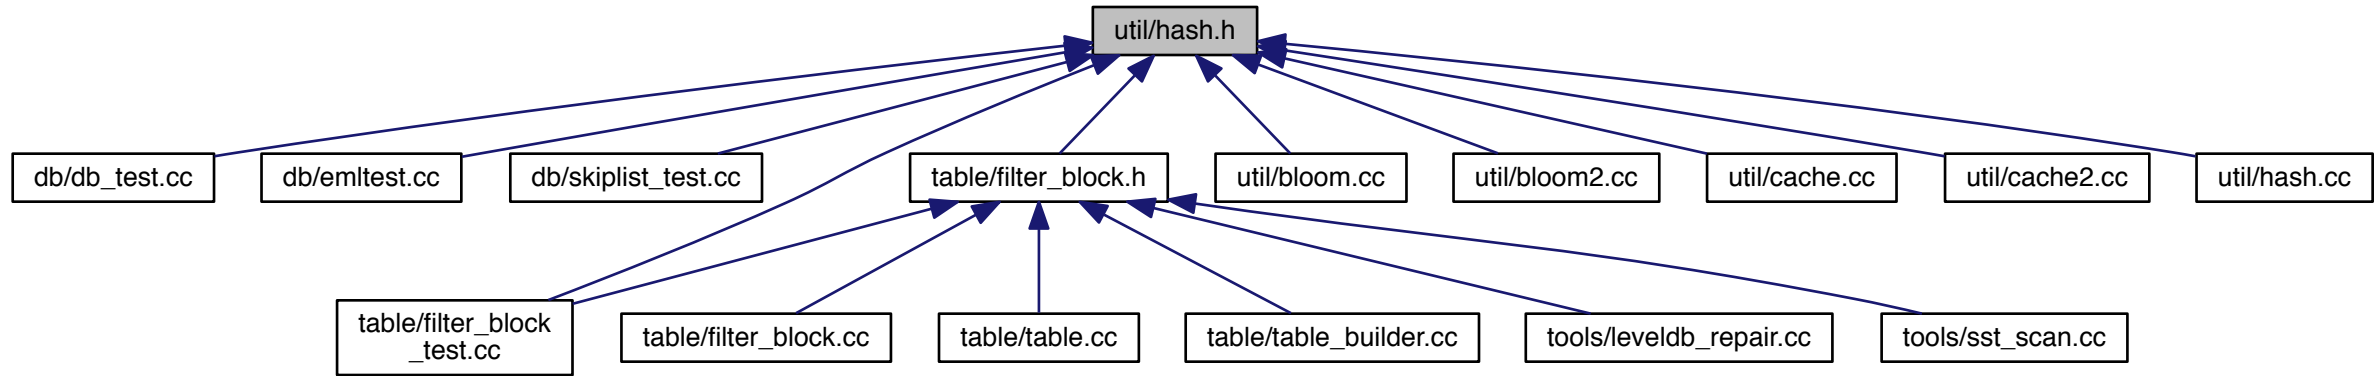 util/hash.h
db/db_test.cc
db/emltest.cc
db/skiplist_test.cc
table/filter_block.h
util/bloom.cc
util/bloom2.cc
util/cache.cc
util/cache2.cc
util/hash.cc
table/filter_block
_test.cc
table/filter_block.cc
table/table.cc
table/table_builder.cc
tools/leveldb_repair.cc
tools/sst_scan.cc